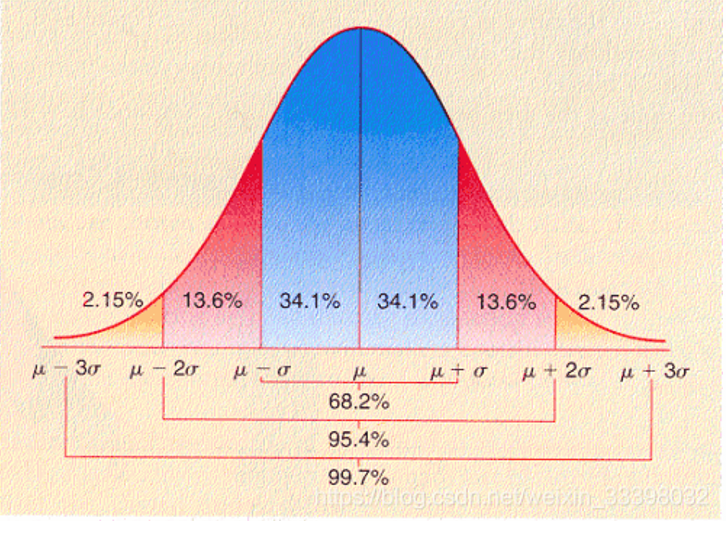 2.15% 13.6% 34.1% 34.1% 13.6% 2.15%
μ − 3σ μ − 2σ μ − σ μ μ + σ μ + 2σ μ + 3σ
68.2%
95.4%
99.7%
https://blog.csdn.net/weixin_33398032